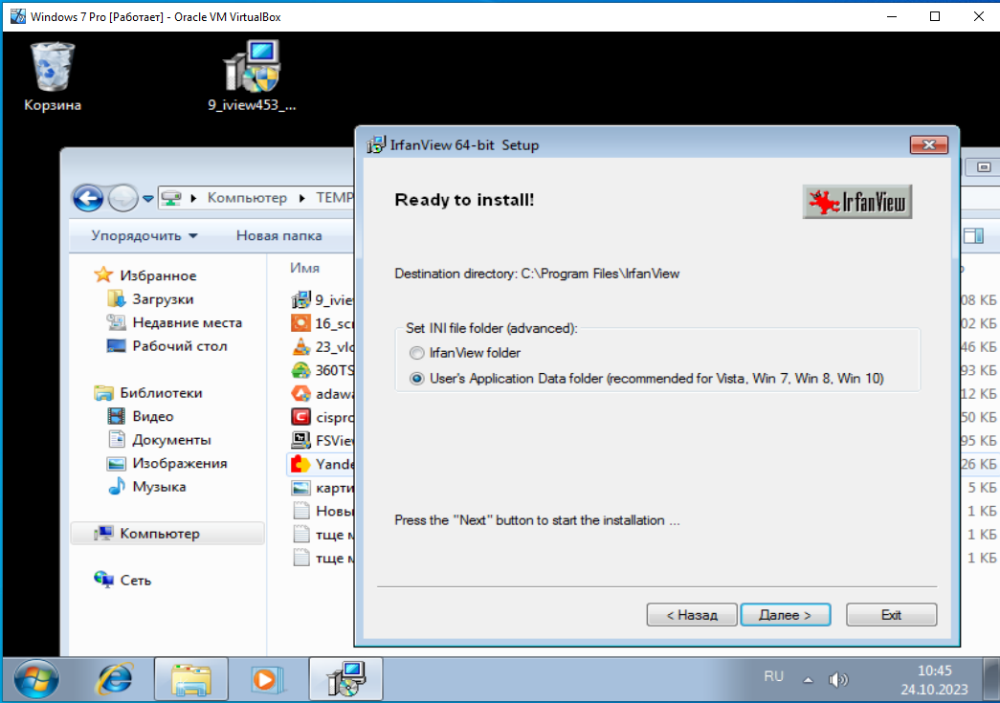 Windows 7 Pro [Работает] - Oracle VM VirtualBox
Корзина
9_iview453_...
IrfanView 64-bit Setup
Ready to install!
IrfanView
Destination directory: C:\Program Files\IrfanView
Set INI file folder (advanced):
IrfanView folder
User's Application Data folder (recommended for Vista, Win 7, Win 8, Win 10)
Press the "Next" button to start the installation ...
< Назад
Далее >
Exit
Компьютер
TEMP
Упорядочить
Новая папка
Избранное
Загрузки
Недавние места
Рабочий стол
Библиотеки
Видео
Документы
Изображения
Музыка
Компьютер
Сеть
Имя
9_ivie
16_scr
23_vlc
360TS
adawa
cispro
FSView
Yande
карти
Новы
тще м
тще м
08 КБ
02 КБ
46 КБ
93 КБ
12 КБ
50 КБ
95 КБ
26 КБ
5 КБ
1 КБ
1 КБ
1 КБ
RU
10:45
24.10.2023